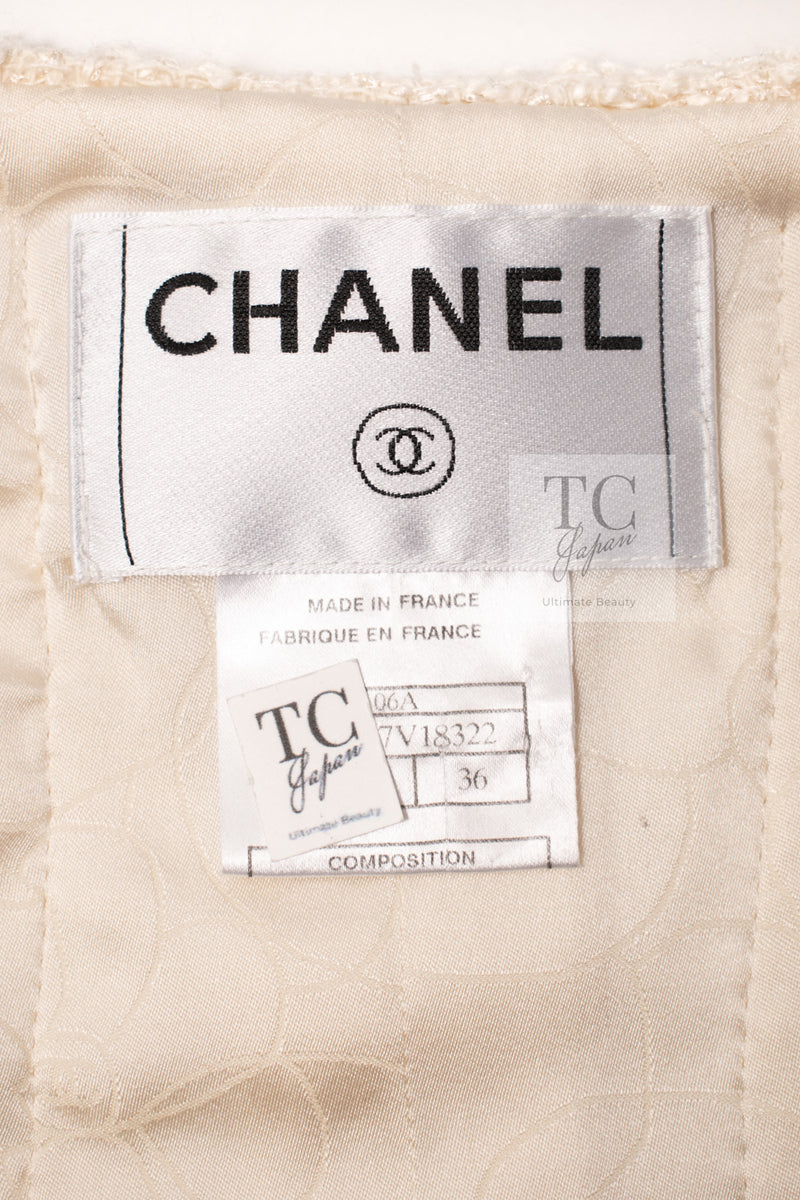 CHANEL
TC
Japan
Ultimate Beauty
MADE IN FRANCE
FABRIQUE EN FRANCE
06A
7V18322
36
TC
Japan
Ultimate Beauty
COMPOSITION